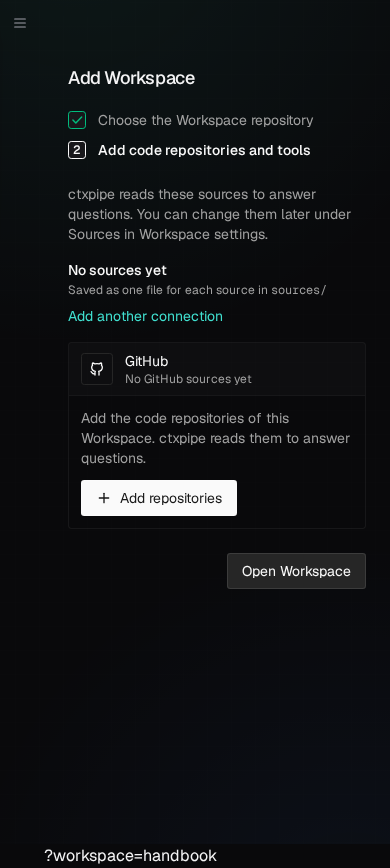 Add Workspace
Choose the Workspace repository
2 Add code repositories and tools
ctxpipe reads these sources to answer
questions. You can change them later under
Sources in Workspace settings.
No sources yet
Saved as one file for each source in sources/
Add another connection
GitHub
No GitHub sources yet
Add the code repositories of this
Workspace. ctxpipe reads them to answer
questions.
+ Add repositories
Open Workspace
?workspace=handbook